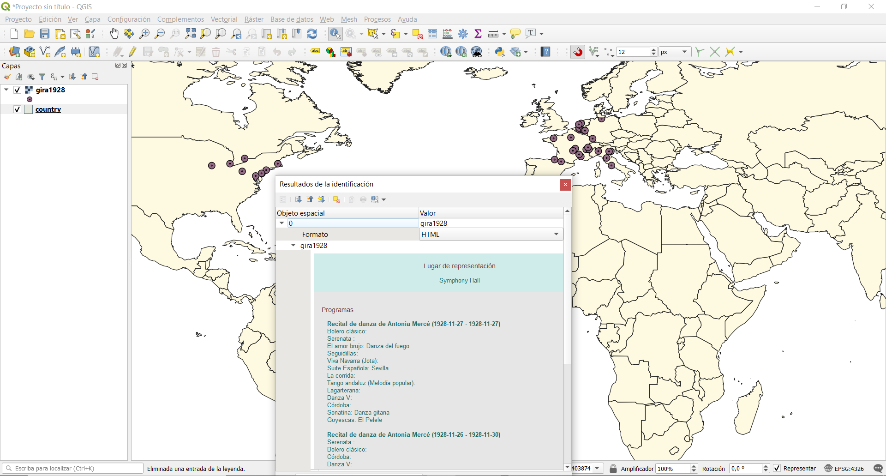 *Proyecto sin título - QGIS
Proyecto Edición Ver Capa Configuración Complementos Vectorial Ráster Base de datos Web Mesh Procesos Ayuda
12 px
Capas
gira1928
country
Resultados de la identificación
Objeto espacial Valor
0 gira1928
Formato HTML
gira1928
Lugar de representación
Symphony Hall
Programas
Recital de danza de Antonia Mercé (1928-11-27 - 1928-11-27)
Bolero clásico:
Serenata:
El amor brujo: Danza del fuego
Seguidillas:
Viva Navarra (Jota):
Suite Española: Sevilla
La corrida:
Tango andaluz (Melodía popular):
Lagarterana:
Danza V:
Córdoba:
Sonatina: Danza gitana
Goyescas: El Pelele
Recital de danza de Antonia Mercé (1928-11-26 - 1928-11-30)
Serenata:
Bolero clásico:
Córdoba:
Danza V:
Escriba para localizar (Ctrl+K) Eliminada una entrada de la leyenda. 403874 Amplificador 100% Rotación 0,0 ° Representar EPSG:4326